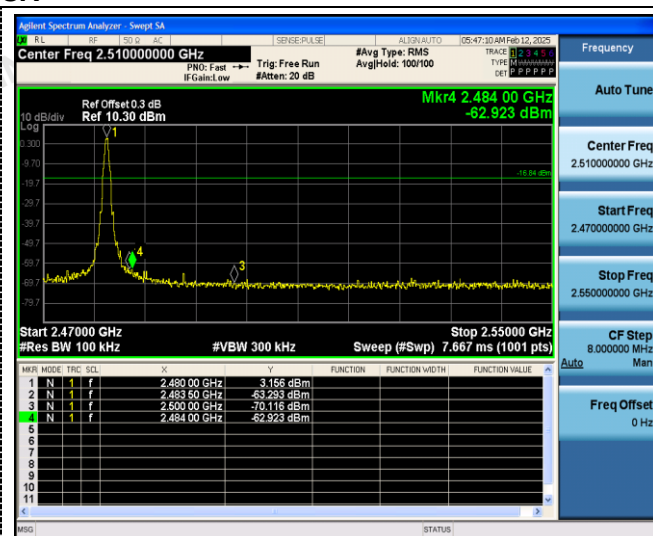 Agilent Spectrum Analyzer - Swept SA
RL RF 50 Ω AC SENSE:PULSE ALIGN AUTO 05:47:10 AM Feb 12, 2025
Center Freq 2.510000000 GHz
PNO: Fast
IFGain:Low
Trig: Free Run
#Atten: 20 dB
#Avg Type: RMS
Avg|Hold: 100/100
TRACE 1 2 3 4 5 6
TYPE M
DET P P P P P P
Mkr4 2.484 00 GHz
-62.923 dBm
Ref Offset 0.3 dB
10 dB/div Ref 10.30 dBm
Log
0.300
-9.70
-19.7
-29.7
-39.7
-49.7
-59.7
-69.7
-79.7
1
4
3
-16.84 dBm
Start 2.47000 GHz Stop 2.55000 GHz
#Res BW 100 kHz #VBW 300 kHz Sweep (#Swp) 7.667 ms (1001 pts)
MKR MODE TRC SCL X Y FUNCTION FUNCTION WIDTH FUNCTION VALUE
1 N 1 f 2.480 00 GHz 3.156 dBm
2 N 1 f 2.483 50 GHz -63.293 dBm
3 N 1 f 2.500 00 GHz -70.116 dBm
4 N 1 f 2.484 00 GHz -62.923 dBm
5
6
7
8
9
10
11
MSG STATUS
Frequency
Auto Tune
Center Freq
2.510000000 GHz
Start Freq
2.470000000 GHz
Stop Freq
2.550000000 GHz
CF Step
8.000000 MHz
Auto Man
Freq Offset
0 Hz